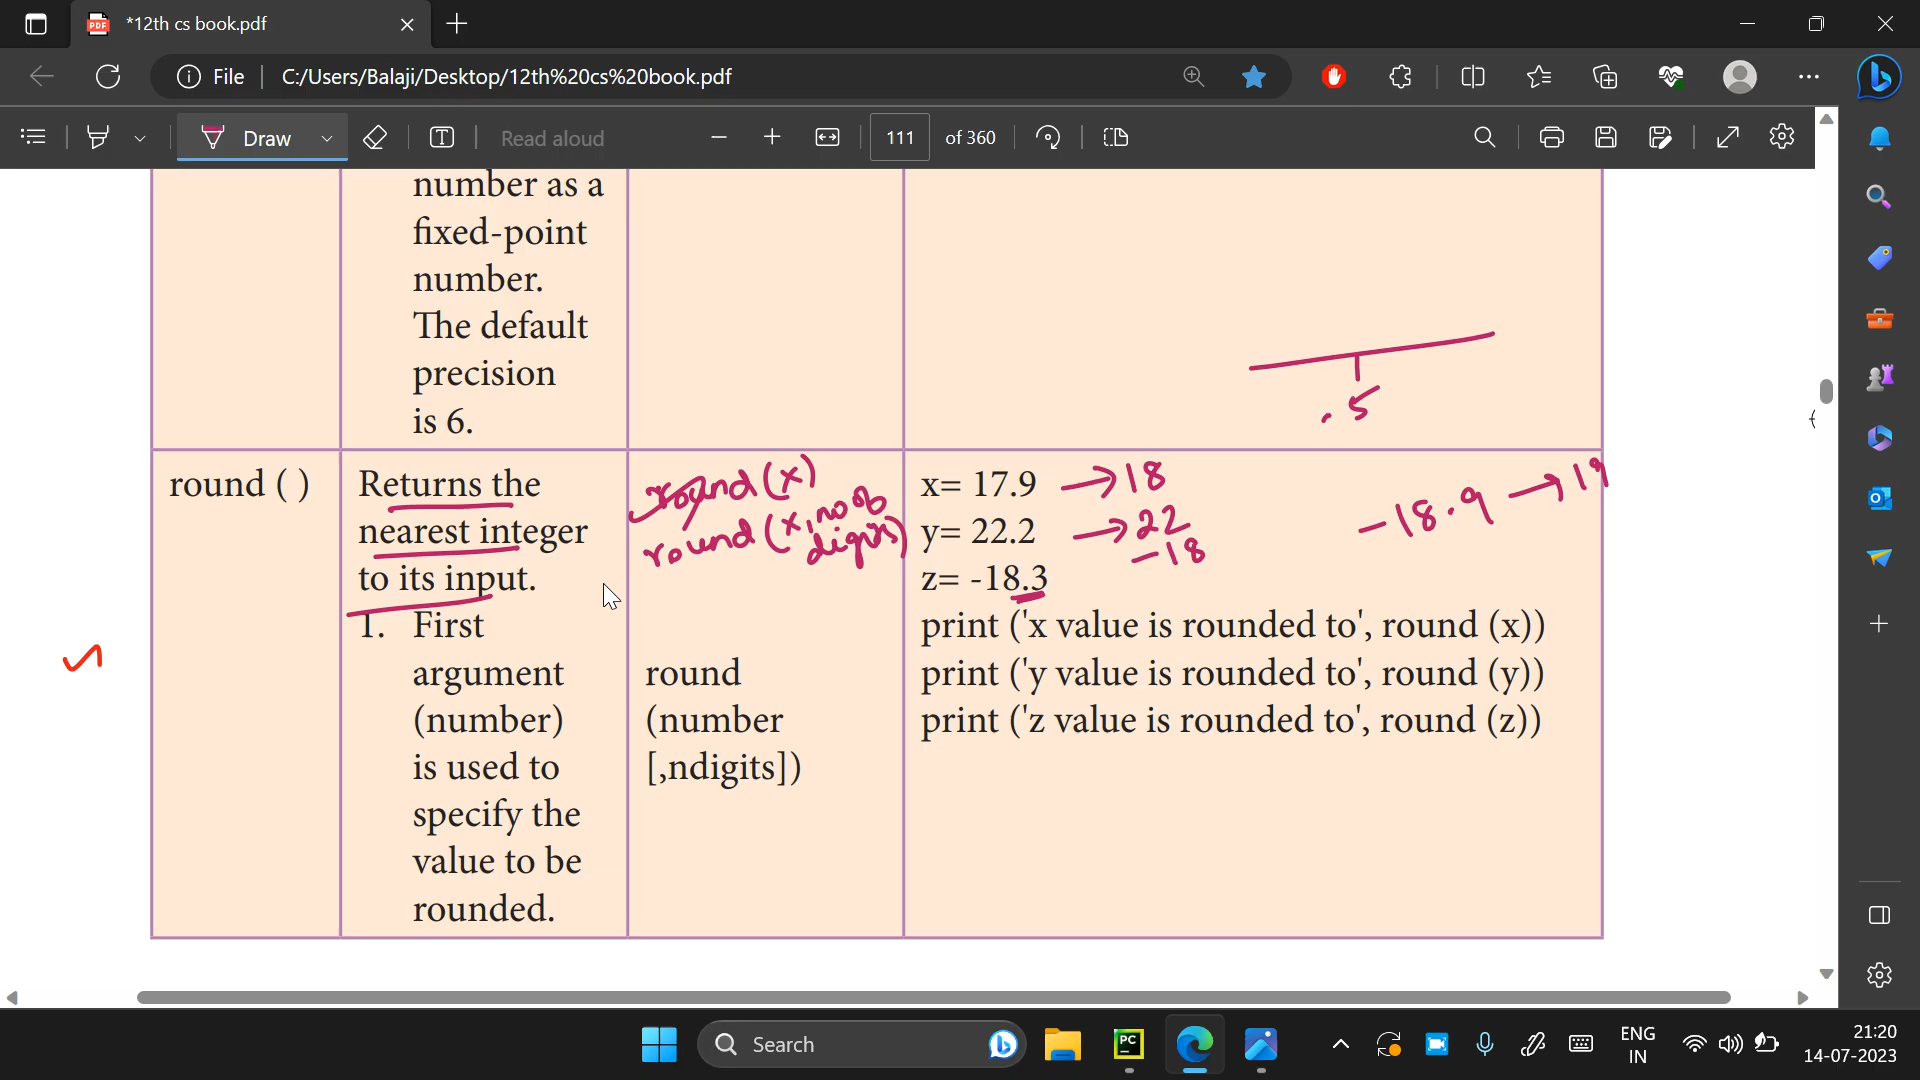 *12th cs book.pdf
File
C:/Users/Balaji/Desktop/12th%20cs%20book.pdf
Draw
Read aloud
111 of 360
number as a
fixed-point
number.
The default
precision
is 6.
.5
round ( )
Returns the
nearest integer
to its input.
1. First
argument
(number)
is used to
specify the
value to be
rounded.
round (x)
round (x, no of
digits)
round
(number
[,ndigits])
x= 17.9 → 18
y= 22.2 → 22
-18
z= -18.3
-18.9 → 19
print ('x value is rounded to', round (x))
print ('y value is rounded to', round (y))
print ('z value is rounded to', round (z))
Search
PC
ENG
IN
21:20
14-07-2023